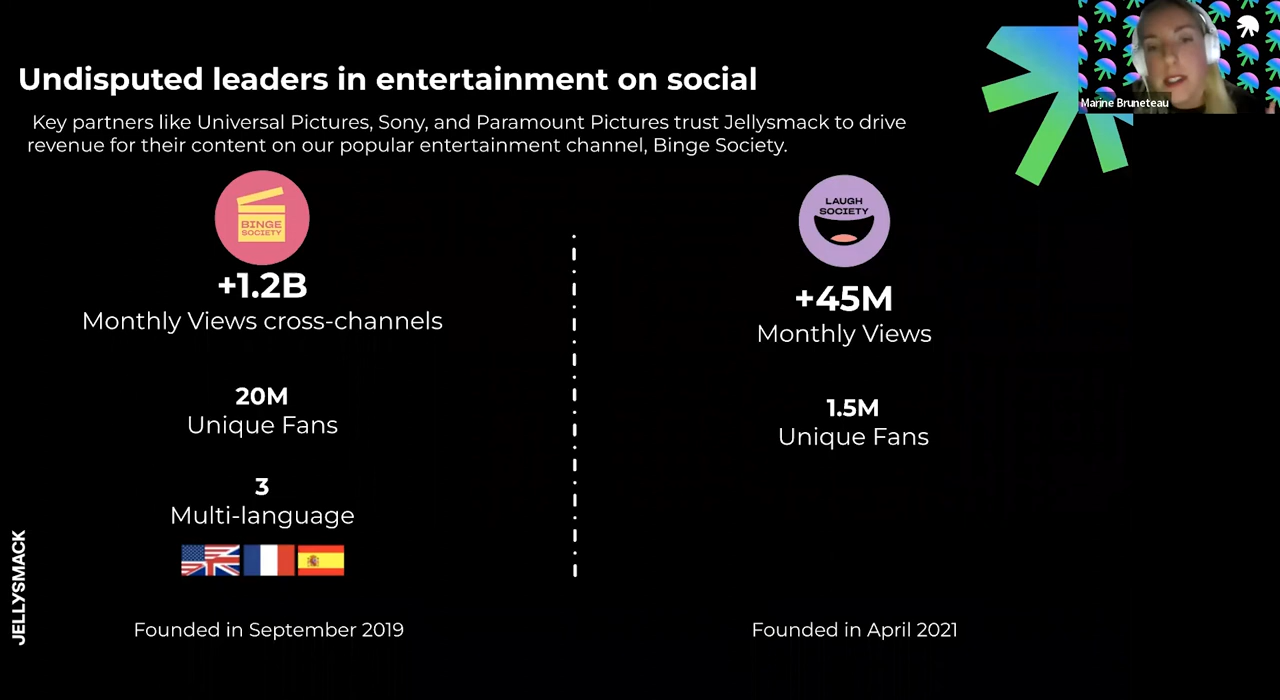 Undisputed leaders in entertainment on social
Key partners like Universal Pictures, Sony, and Paramount Pictures trust Jellysmack to drive
revenue for their content on our popular entertainment channel, Binge Society.
Marine Bruneteau
BINGE
SOCIETY
+1.2B
Monthly Views cross-channels
20M
Unique Fans
3
Multi-language
Founded in September 2019
LAUGH
SOCIETY
+45M
Monthly Views
1.5M
Unique Fans
Founded in April 2021
JELLYSMACK